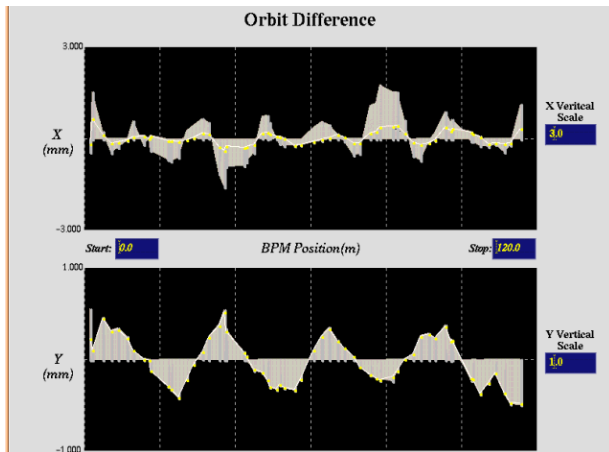 Orbit Difference
3.000
X
(mm)
-3.000
X Veritcal
Scale
3.0
Start: 0.0
BPM Position(m)
Stop: 120.0
1.000
Y
(mm)
-1.000
Y Vertical
Scale
1.0